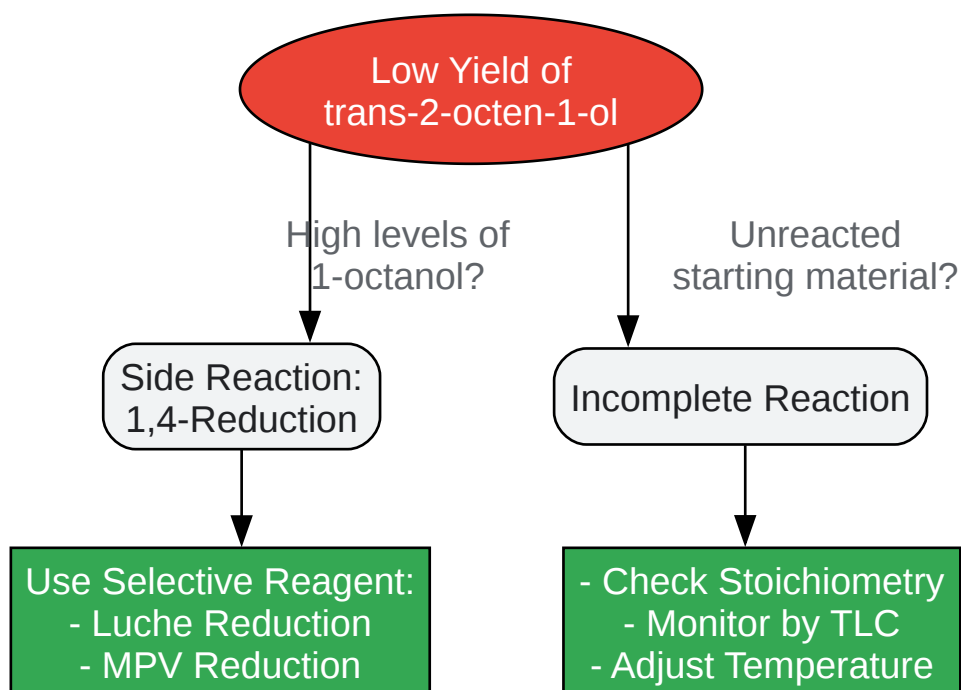 Low Yield of
trans-2-octen-1-ol
High levels of
1-octanol?
Unreacted
starting material?
Side Reaction:
1,4-Reduction
Incomplete Reaction
Use Selective Reagent:
- Luche Reduction
- MPV Reduction
- Check Stoichiometry
- Monitor by TLC
- Adjust Temperature